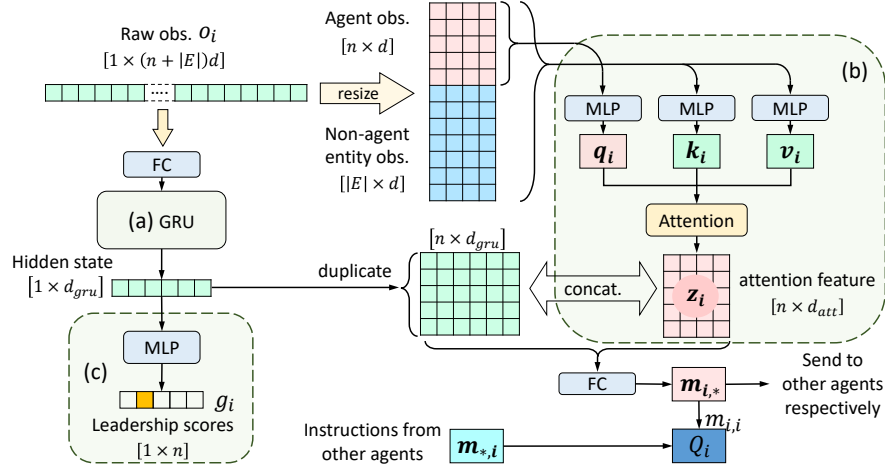 Raw obs. o_i
[1 × (n + |E|)d]
....
resize
Agent obs.
[n × d]
Non-agent
entity obs.
[|E| × d]
(b)
MLP
MLP
MLP
q_i
k_i
v_i
Attention
FC
(a) GRU
Hidden state
[1 × d_gru]
duplicate
[n × d_gru]
concat.
z_i
attention feature
[n × d_att]
(c)
MLP
g_i
Leadership scores
[1 × n]
FC
m_i,*
Send to
other agents
respectively
m_i,i
Instructions from
other agents
m_*,i
Q_i